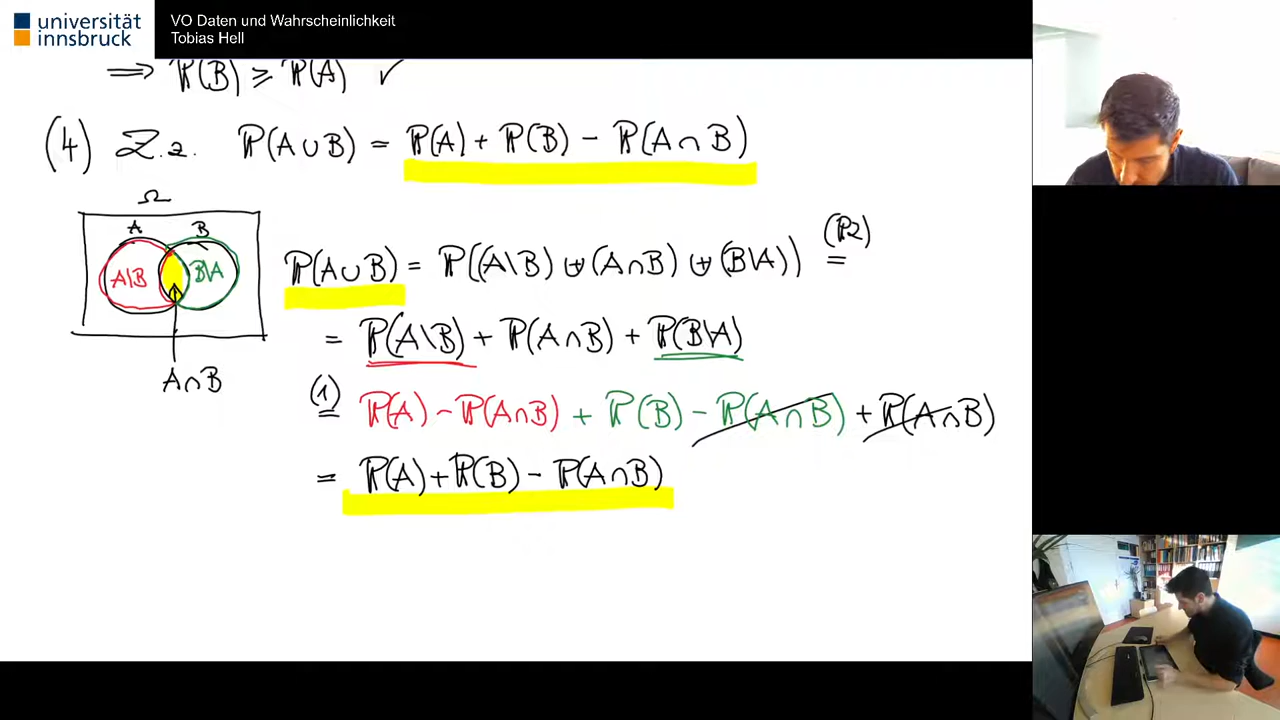 universität
innsbruck
VO Daten und Wahrscheinlichkeit
Tobias Hell
⟹ ℙ(B) ≥ ℙ(A) ✓
(4) Z.z. ℙ(A∪B) = ℙ(A) + ℙ(B) − ℙ(A∩B)
Ω
A B
A\B B\A
A∩B
ℙ(A∪B) = ℙ((A\B) ⊎ (A∩B) ⊎ (B\A)) (ℙ2) =
= ℙ(A\B) + ℙ(A∩B) + ℙ(B\A)
(1) = ℙ(A) − ℙ(A∩B) + ℙ(B) − ℙ(A∩B) + ℙ(A∩B)
= ℙ(A) + ℙ(B) − ℙ(A∩B)